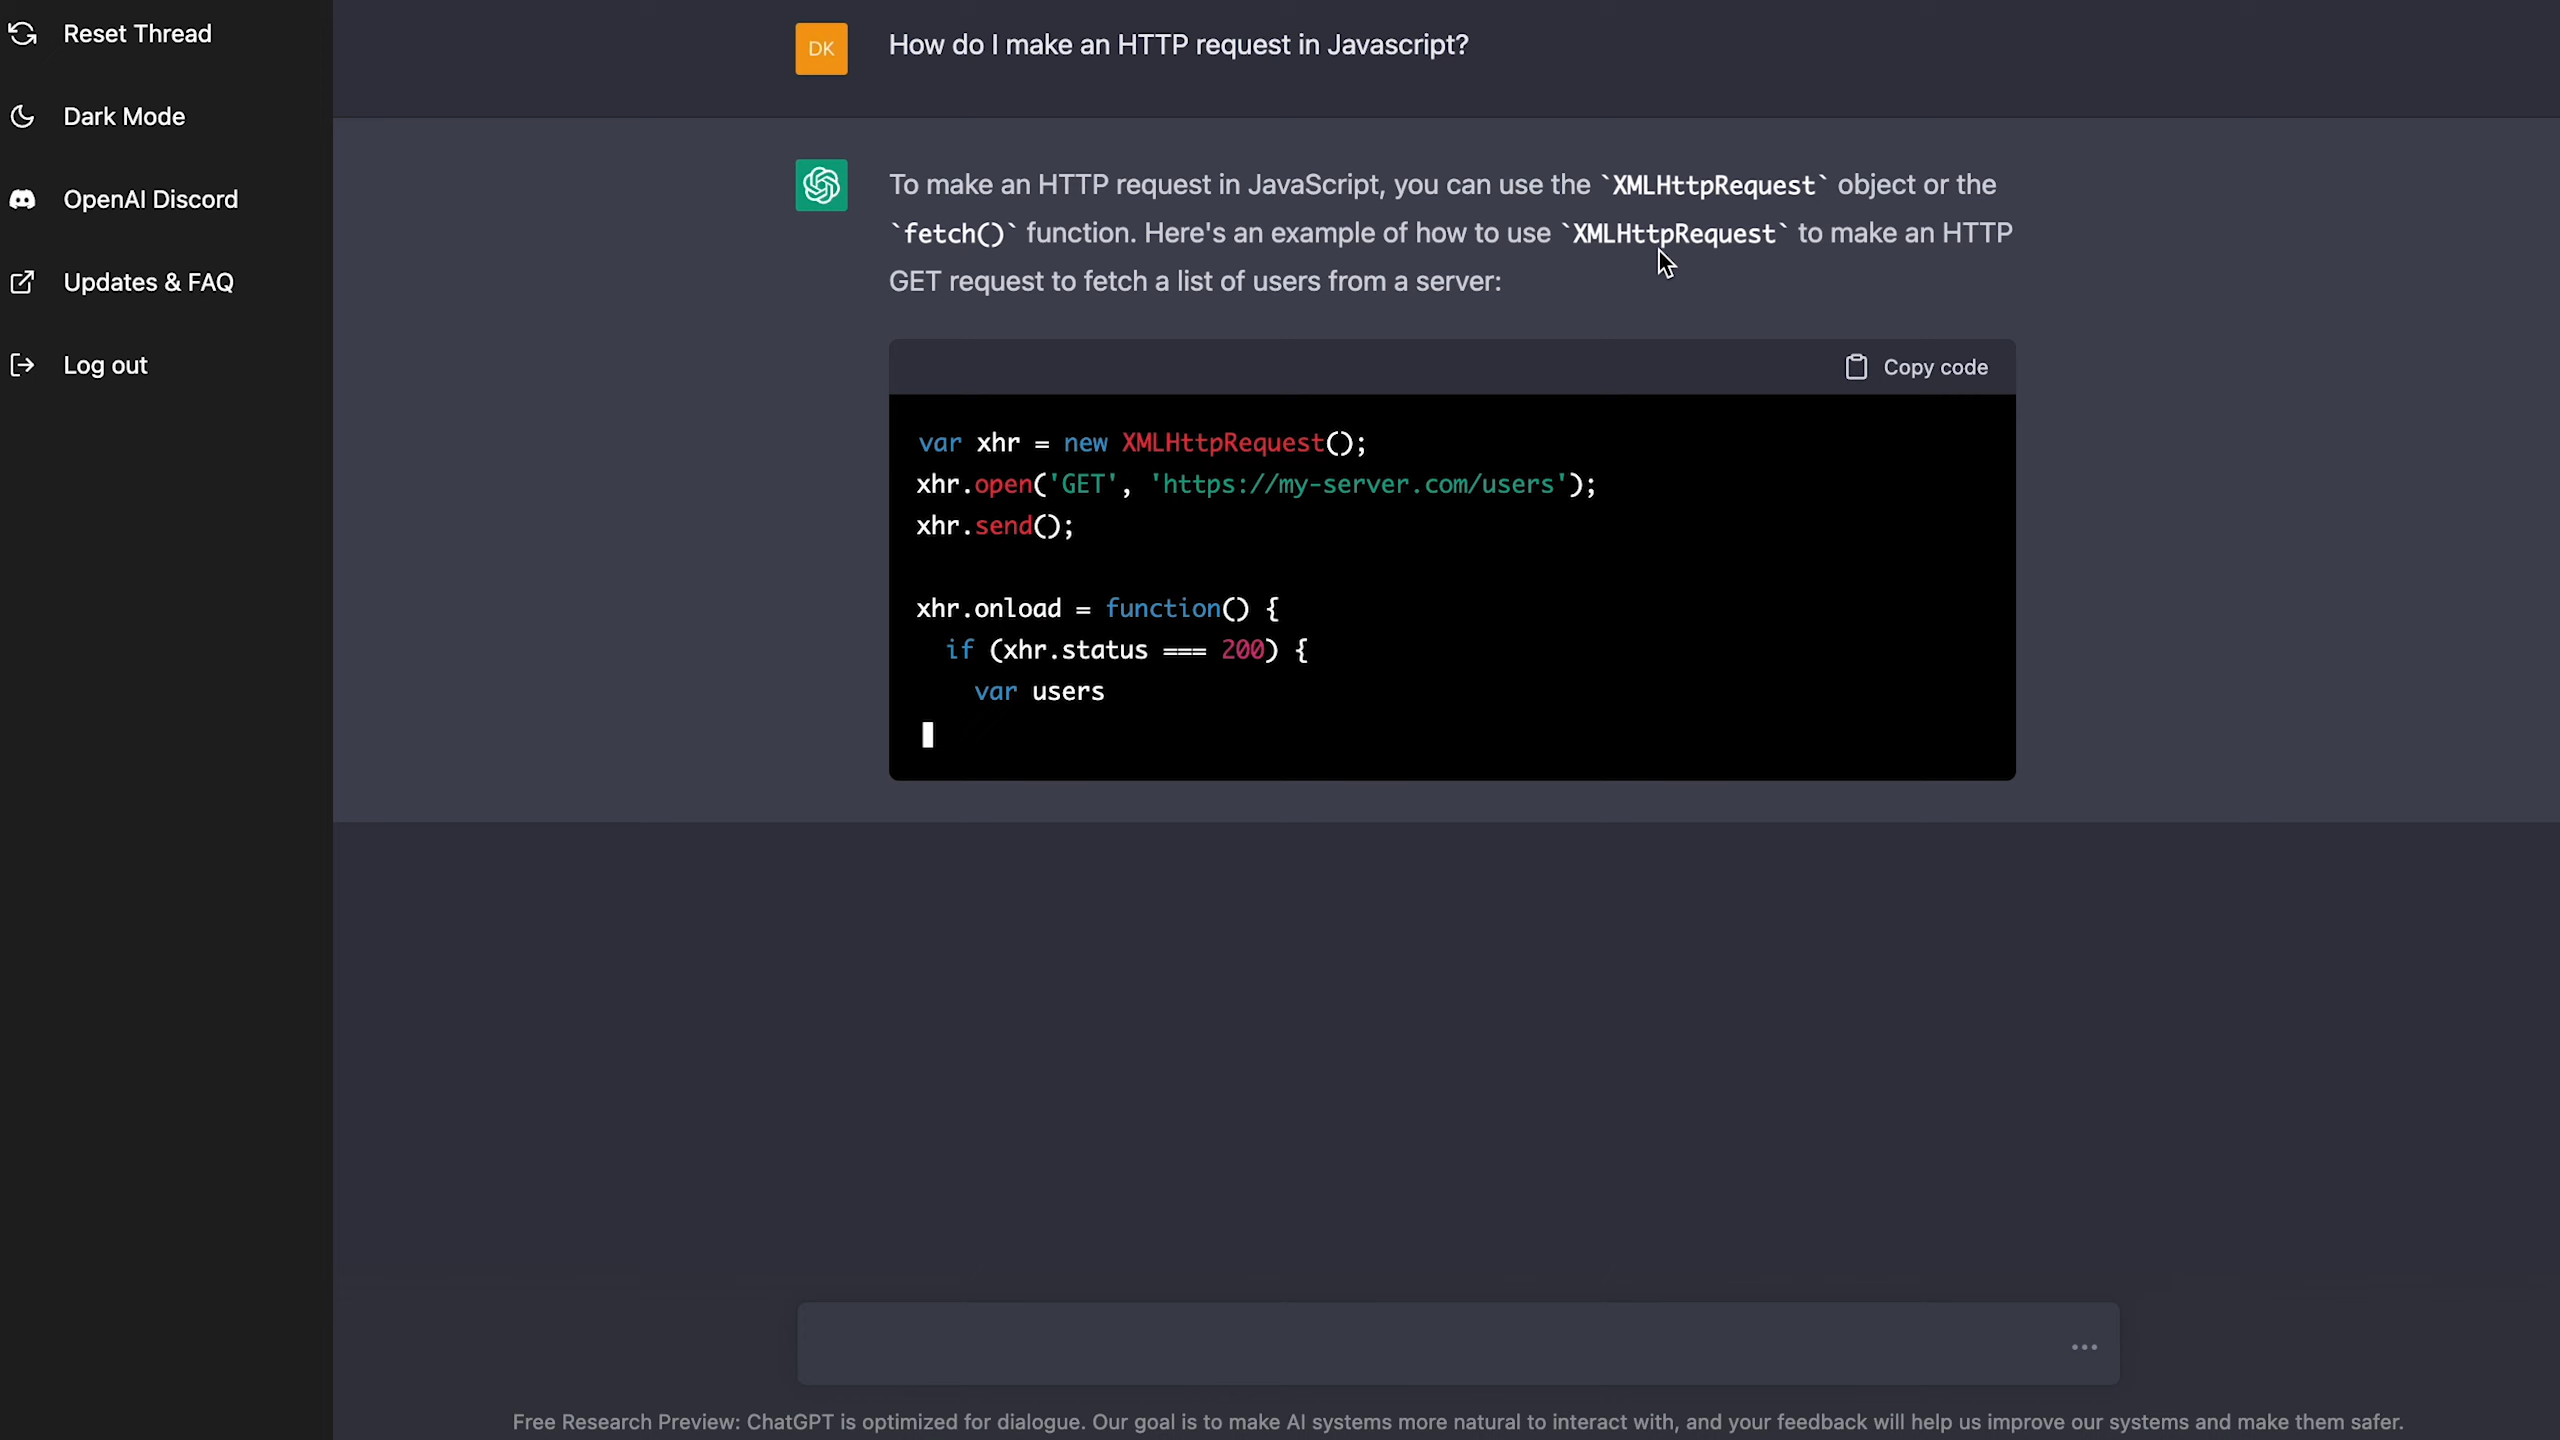 Reset Thread
Dark Mode
OpenAI Discord
Updates & FAQ
Log out
DK
How do I make an HTTP request in Javascript?
To make an HTTP request in JavaScript, you can use the `XMLHttpRequest` object or the
`fetch()` function. Here's an example of how to use `XMLHttpRequest` to make an HTTP
GET request to fetch a list of users from a server:
Copy code
var xhr = new XMLHttpRequest();
xhr.open('GET', 'https://my-server.com/users');
xhr.send();
xhr.onload = function() {
  if (xhr.status === 200) {
    var users
Free Research Preview: ChatGPT is optimized for dialogue. Our goal is to make AI systems more natural to interact with, and your feedback will help us improve our systems and make them safer.